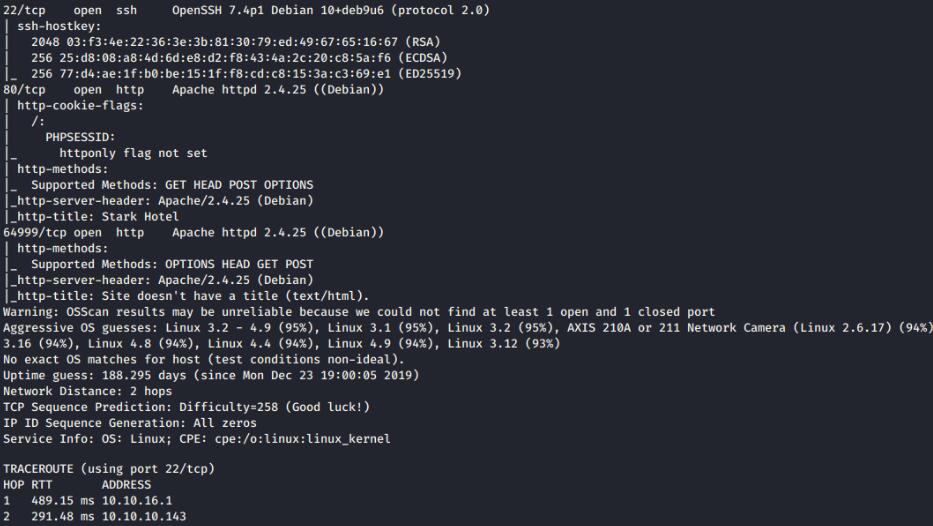 22/tcp    open  ssh     OpenSSH 7.4p1 Debian 10+deb9u6 (protocol 2.0)
| ssh-hostkey:
|   2048 03:f3:4e:22:36:3e:3b:81:30:79:ed:49:67:65:16:67 (RSA)
|   256 25:d8:08:a8:4d:6d:e8:d2:f8:43:4a:2c:20:c8:5a:f6 (ECDSA)
|_  256 77:d4:ae:1f:b0:be:15:1f:f8:cd:c8:15:3a:c3:69:e1 (ED25519)
80/tcp    open  http    Apache httpd 2.4.25 ((Debian))
| http-cookie-flags:
|   /:
|     PHPSESSID:
|_      httponly flag not set
| http-methods:
|_  Supported Methods: GET HEAD POST OPTIONS
|_http-server-header: Apache/2.4.25 (Debian)
|_http-title: Stark Hotel
64999/tcp open  http    Apache httpd 2.4.25 ((Debian))
| http-methods:
|_  Supported Methods: OPTIONS HEAD GET POST
|_http-server-header: Apache/2.4.25 (Debian)
|_http-title: Site doesn't have a title (text/html).
Warning: OSScan results may be unreliable because we could not find at least 1 open and 1 closed port
Aggressive OS guesses: Linux 3.2 - 4.9 (95%), Linux 3.1 (95%), Linux 3.2 (95%), AXIS 210A or 211 Network Camera (Linux 2.6.17) (94%)
3.16 (94%), Linux 4.8 (94%), Linux 4.4 (94%), Linux 4.9 (94%), Linux 3.12 (93%)
No exact OS matches for host (test conditions non-ideal).
Uptime guess: 188.295 days (since Mon Dec 23 19:00:05 2019)
Network Distance: 2 hops
TCP Sequence Prediction: Difficulty=258 (Good luck!)
IP ID Sequence Generation: All zeros
Service Info: OS: Linux; CPE: cpe:/o:linux:linux_kernel

TRACEROUTE (using port 22/tcp)
HOP RTT       ADDRESS
1   489.15 ms 10.10.16.1
2   291.48 ms 10.10.10.143